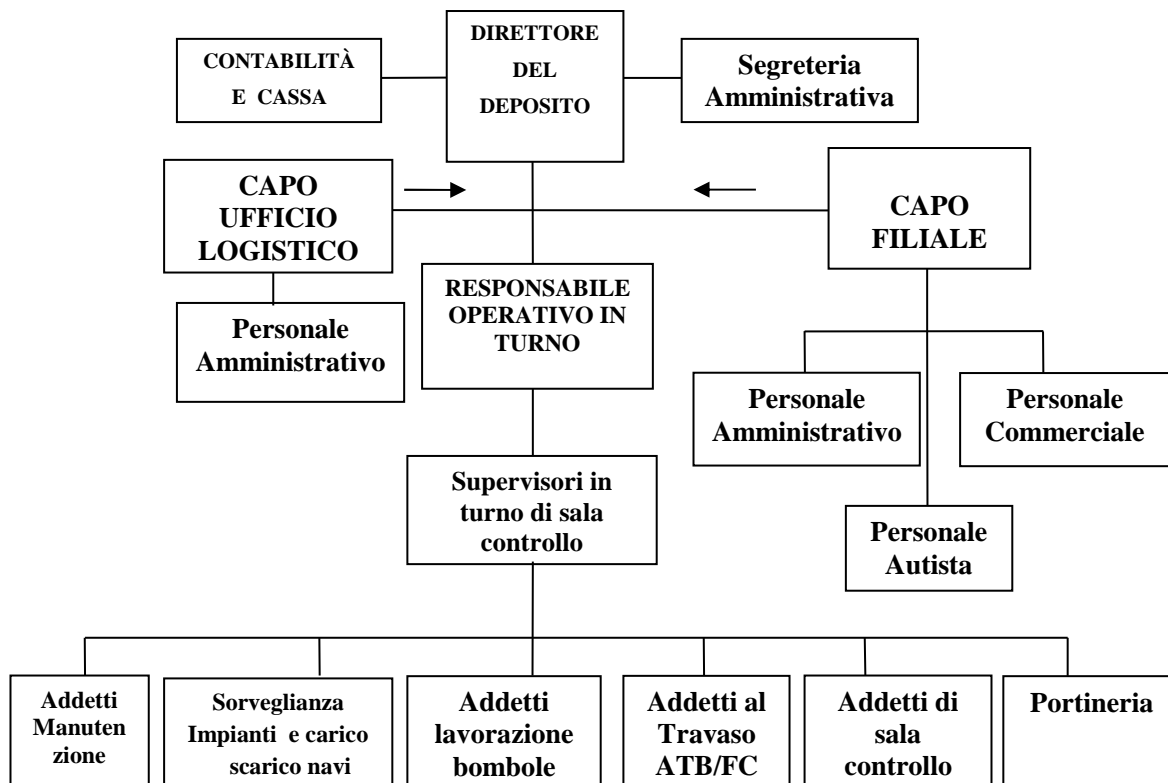 CONTABILITÀ
E CASSA
DIRETTORE
DEL
DEPOSITO
Segreteria
Amministrativa
CAPO
UFFICIO
LOGISTICO
CAPO
FILIALE
Personale
Amministrativo
RESPONSABILE
OPERATIVO IN
TURNO
Personale
Amministrativo
Personale
Commerciale
Supervisori in
turno di sala
controllo
Personale
Autista
Addetti
Manuten
zione
Sorveglianza
Impianti e carico
scarico navi
Addetti
lavorazione
bombole
Addetti al
Travaso
ATB/FC
Addetti di
sala
controllo
Portineria